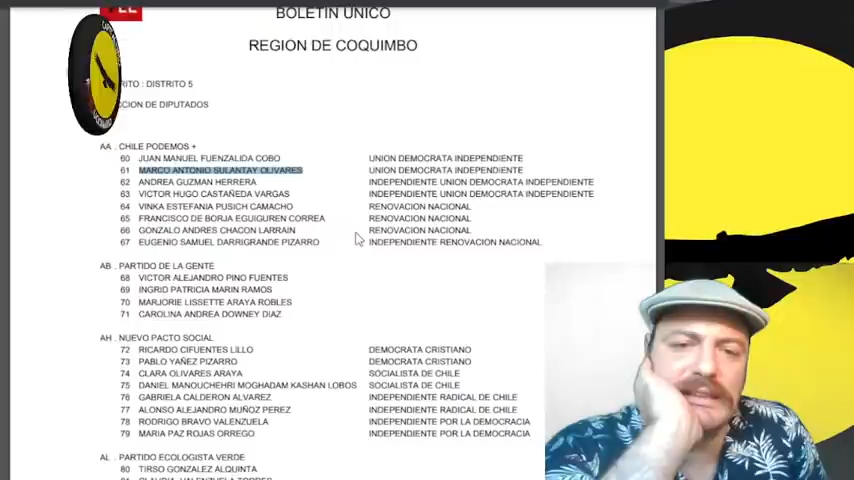 BOLETIN UNICO
REGION DE COQUIMBO
RITO : DISTRITO 5
CCION DE DIPUTADOS
AA . CHILE PODEMOS +
60 JUAN MANUEL FUENZALIDA COBO UNION DEMOCRATA INDEPENDIENTE
61 MARCO ANTONIO SULANTAY OLIVARES UNION DEMOCRATA INDEPENDIENTE
62 ANDREA GUZMAN HERRERA INDEPENDIENTE UNION DEMOCRATA INDEPENDIENTE
63 VICTOR HUGO CASTAÑEDA VARGAS INDEPENDIENTE UNION DEMOCRATA INDEPENDIENTE
64 VINKA ESTEFANIA PUSICH CAMACHO RENOVACION NACIONAL
65 FRANCISCO DE BORJA EGUIGUREN CORREA RENOVACION NACIONAL
66 GONZALO ANDRES CHACON LARRAIN RENOVACION NACIONAL
67 EUGENIO SAMUEL DARRIGRANDE PIZARRO INDEPENDIENTE RENOVACION NACIONAL
AB . PARTIDO DE LA GENTE
68 VICTOR ALEJANDRO PINO FUENTES
69 INGRID PATRICIA MARIN RAMOS
70 MARJORIE LISSETTE ARAYA ROBLES
71 CAROLINA ANDREA DOWNEY DIAZ
AH . NUEVO PACTO SOCIAL
72 RICARDO CIFUENTES LILLO DEMOCRATA CRISTIANO
73 PABLO YAÑEZ PIZARRO DEMOCRATA CRISTIANO
74 CLARA OLIVARES ARAYA SOCIALISTA DE CHILE
75 DANIEL MANOUCHEHRI MOGHADAM KASHAN LOBOS SOCIALISTA DE CHILE
76 GABRIELA CALDERON ALVAREZ INDEPENDIENTE RADICAL DE CHILE
77 ALONSO ALEJANDRO MUÑOZ PEREZ INDEPENDIENTE RADICAL DE CHILE
78 RODRIGO BRAVO VALENZUELA INDEPENDIENTE POR LA DEMOCRACIA
79 MARIA PAZ ROJAS ORREGO INDEPENDIENTE POR LA DEMOCRACIA
AL . PARTIDO ECOLOGISTA VERDE
80 TIRSO GONZALEZ ALQUINTA